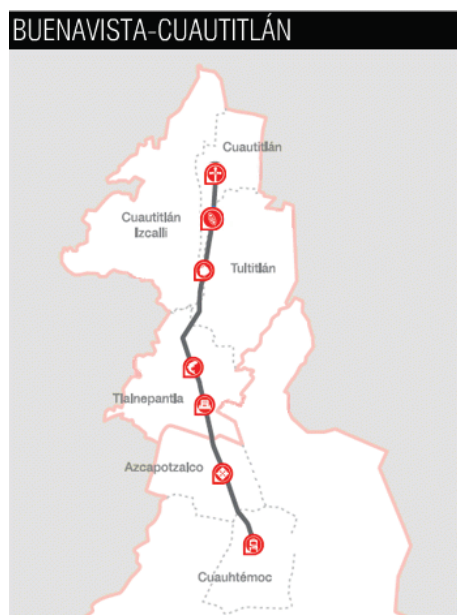 BUENAVISTA-CUAUTITLÁN
Cuautitlán
Cuautitlán
Izcalli
Tultitlán
Tlalnepantla
Azcapotzalco
Cuauhtémoc